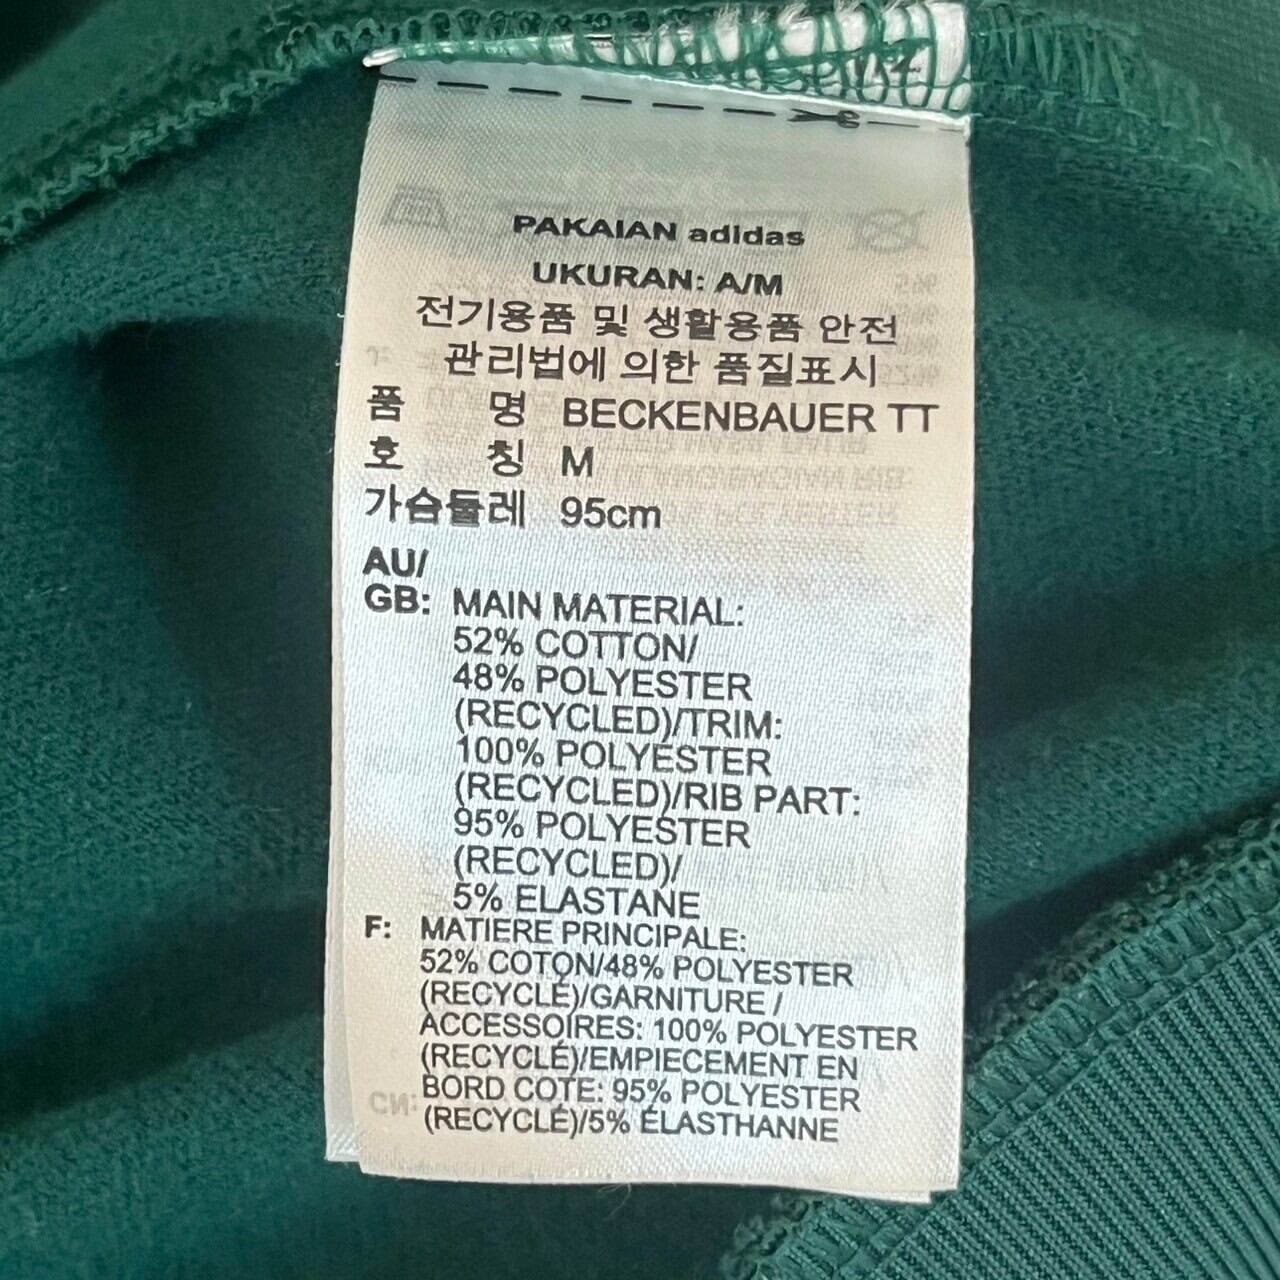 PAKAIAN adidas
UKURAN: A/M
전기용품 및 생활용품 안전
관리법에 의한 품질표시
품 명 BECKENBAUER TT
호 칭 M
가슴둘레 95cm
AU/
GB: MAIN MATERIAL:
52% COTTON/
48% POLYESTER
(RECYCLED)/TRIM:
100% POLYESTER
(RECYCLED)/RIB PART:
95% POLYESTER
(RECYCLED)/
5% ELASTANE
F: MATIERE PRINCIPALE:
52% COTON/48% POLYESTER
(RECYCLÉ)/GARNITURE /
ACCESSOIRES: 100% POLYESTER
(RECYCLÉ)/EMPIECEMENT EN
BORD COTE: 95% POLYESTER
(RECYCLÉ)/5% ÉLASTHANNE